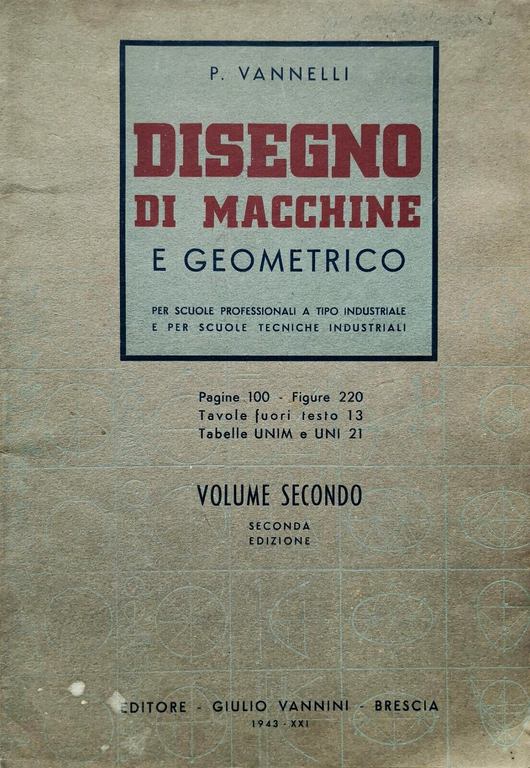 P. VANNELLI
DISEGNO
DI MACCHINE
E GEOMETRICO
PER SCUOLE PROFESSIONALI A TIPO INDUSTRIALE
E PER SCUOLE TECNICHE INDUSTRIALI
Pagine 100 - Figure 220
Tavole fuori testo 13
Tabelle UNIM e UNI 21
VOLUME SECONDO
SECONDA
EDIZIONE
EDITORE - GIULIO VANNINI - BRESCIA
1943 - XXI